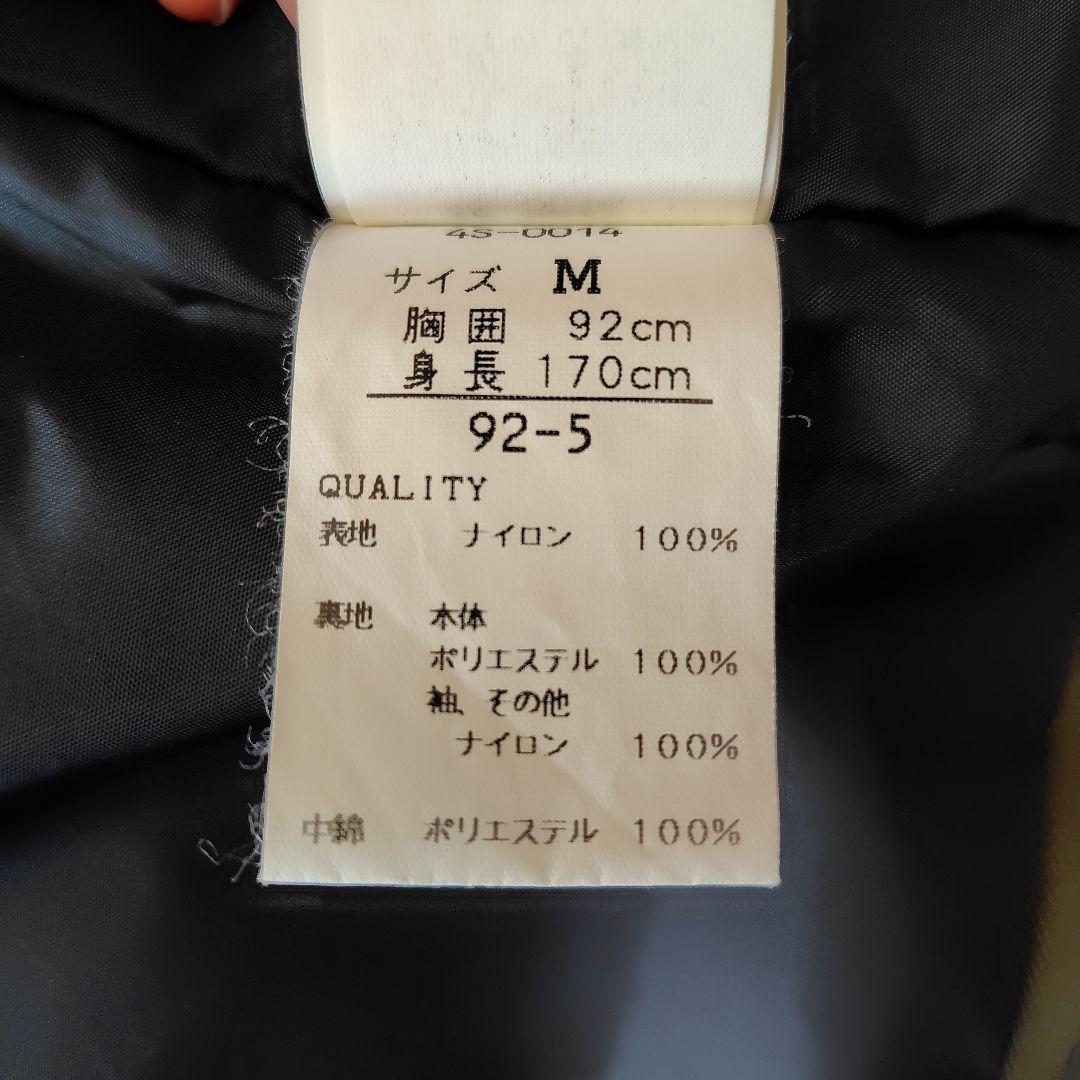 4S-0014
サイズ M
胸囲 92cm
身長 170cm
92-5
QUALITY
表地 ナイロン 100%
裏地 本体
ポリエステル 100%
袖、その他
ナイロン 100%
中綿 ポリエステル 100%